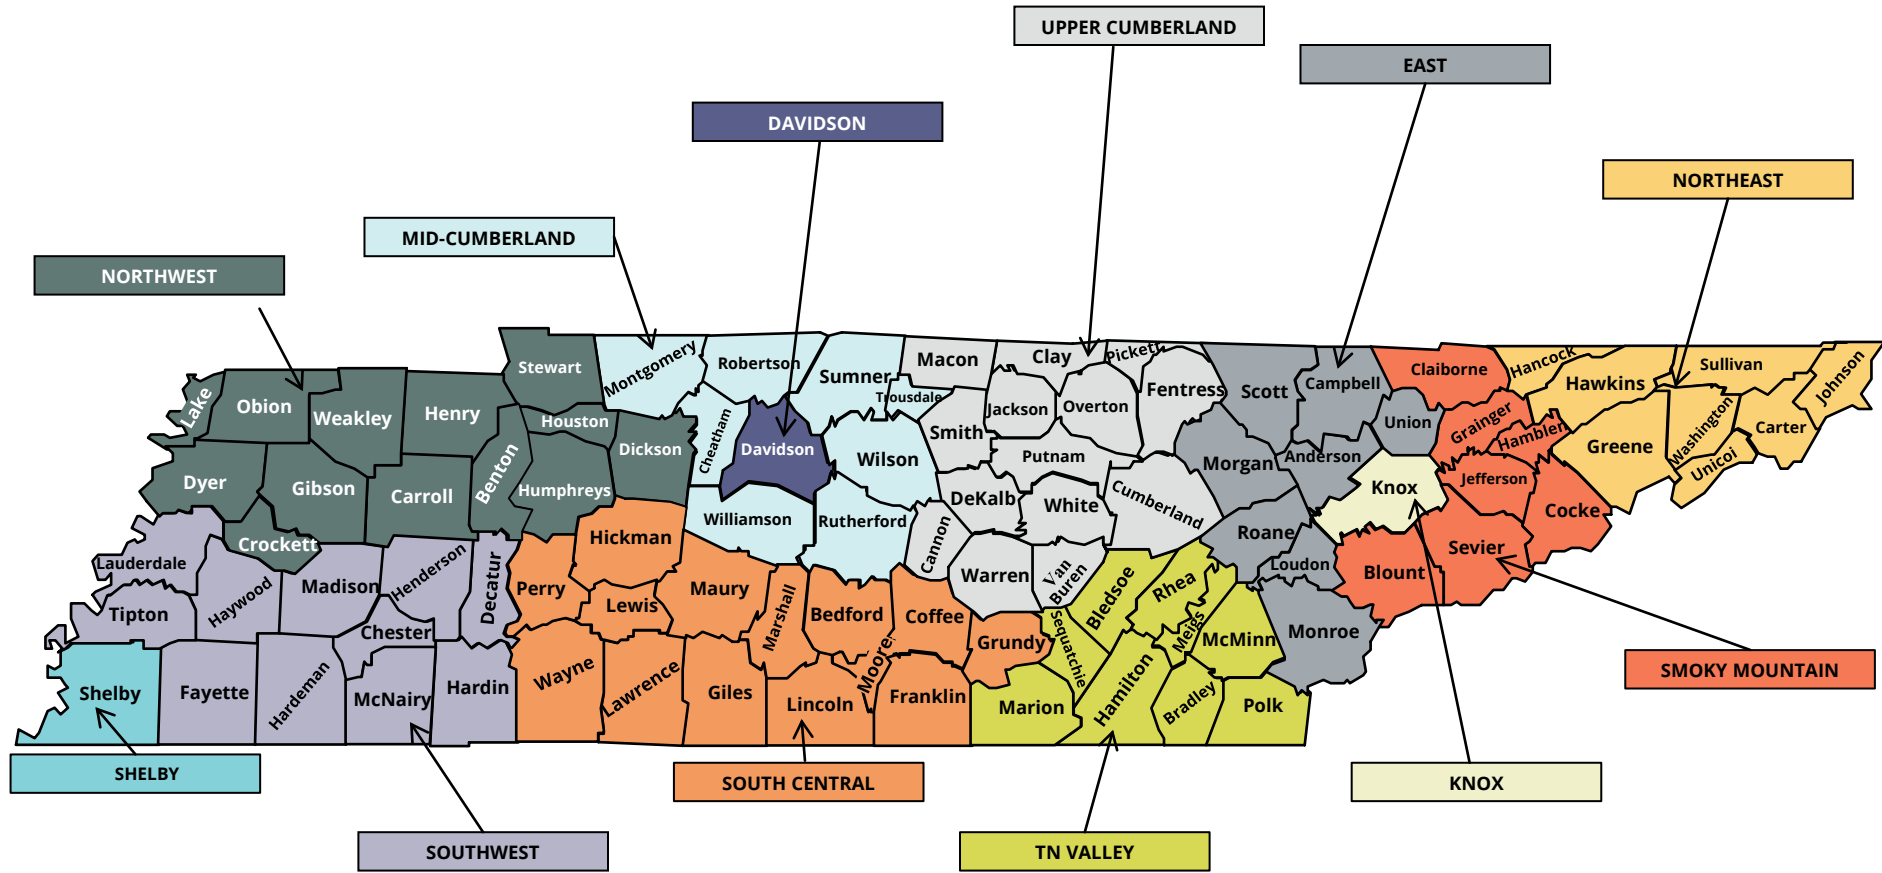 UPPER CUMBERLAND
EAST
DAVIDSON
NORTHEAST
MID-CUMBERLAND
NORTHWEST
Stewart
Montgomery
Robertson
Sumner
Trousdale
Macon
Clay
Pickett
Fentress
Scott
Campbell
Claiborne
Hancock
Hawkins
Sullivan
Johnson
Lake
Obion
Weakley
Henry
Houston
Dickson
Cheatham
Davidson
Wilson
Smith
Jackson
Overton
Putnam
Morgan
Anderson
Union
Grainger
Hamblen
Greene
Washington
Unicoi
Carter
Dyer
Gibson
Carroll
Benton
Humphreys
Williamson
Rutherford
Cannon
DeKalb
White
Cumberland
Roane
Loudon
Knox
Jefferson
Cocke
Sevier
Blount
Crockett
Lauderdale
Haywood
Madison
Henderson
Decatur
Perry
Hickman
Lewis
Maury
Marshall
Bedford
Coffee
Warren
Van
Buren
Bledsoe
Rhea
Meigs
McMinn
Monroe
Tipton
Chester
Moore
Grundy
Sequatchie
Shelby
Fayette
Hardeman
McNairy
Hardin
Wayne
Lawrence
Giles
Lincoln
Franklin
Marion
Hamilton
Bradley
Polk
SMOKY MOUNTAIN
SHELBY
SOUTH CENTRAL
KNOX
SOUTHWEST
TN VALLEY